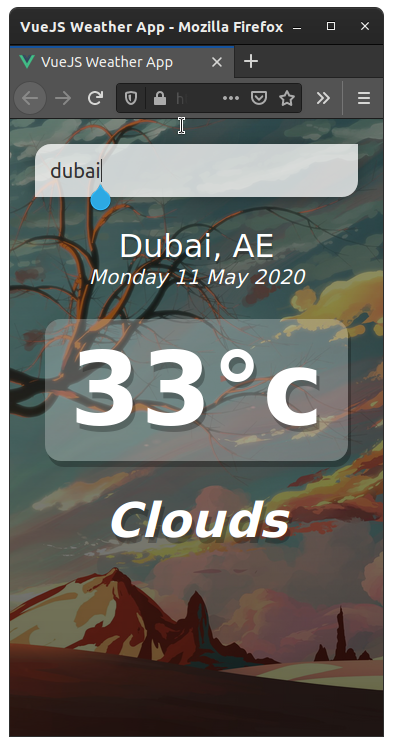 VueJS Weather App - Mozilla Firefox
VueJS Weather App
dubai
Dubai, AE
Monday 11 May 2020
33°c
Clouds